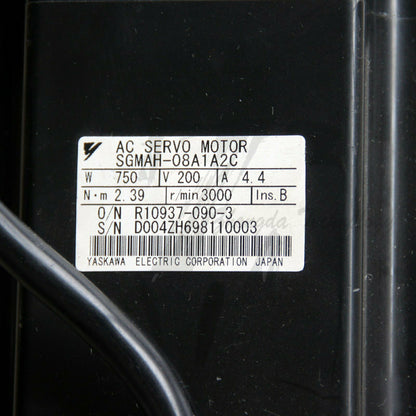 AC SERVO MOTOR
SGMAH-08A1A2C
W 750 V 200 A 4.4
N·m 2.39 r/min 3000 Ins.B
O/N R10937-090-3
S/N D004ZH698110003
YASKAWA ELECTRIC CORPORATION JAPAN